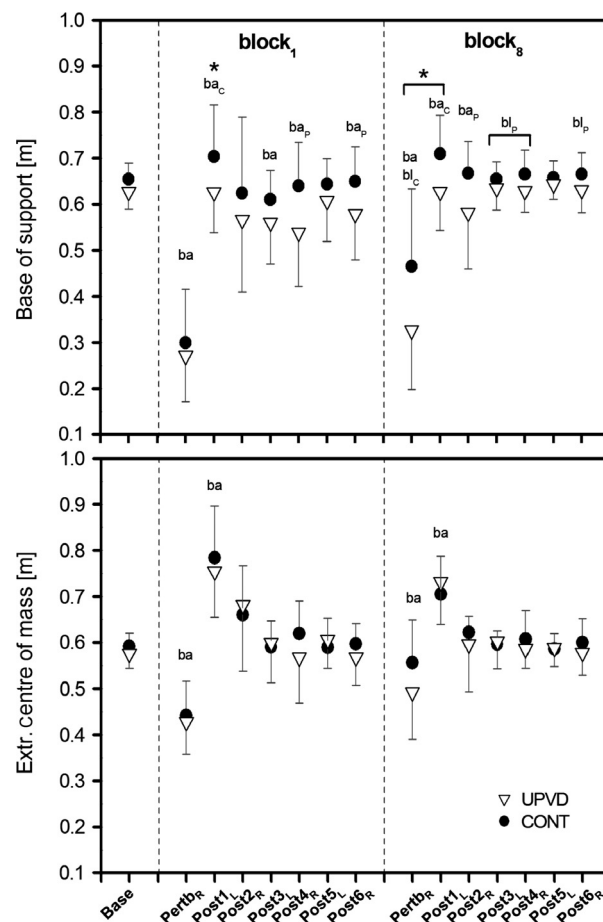 block1 block8
1.0
0.9
0.8
0.7
0.6
0.5
0.4
0.3
0.2
0.1
Base of support [m]
ba
*
baC
ba
baP
baP
ba
blC
*
baC
baP
blP
blP
1.0
0.9
0.8
0.7
0.6
0.5
0.4
0.3
0.2
0.1
Extr. centre of mass [m]
ba
ba
ba
ba
UPVD
CONT
Base PertbR Post1L Post2R Post3L Post4R Post5L Post6R PertbR Post1L Post2R Post3L Post4R Post5L Post6R